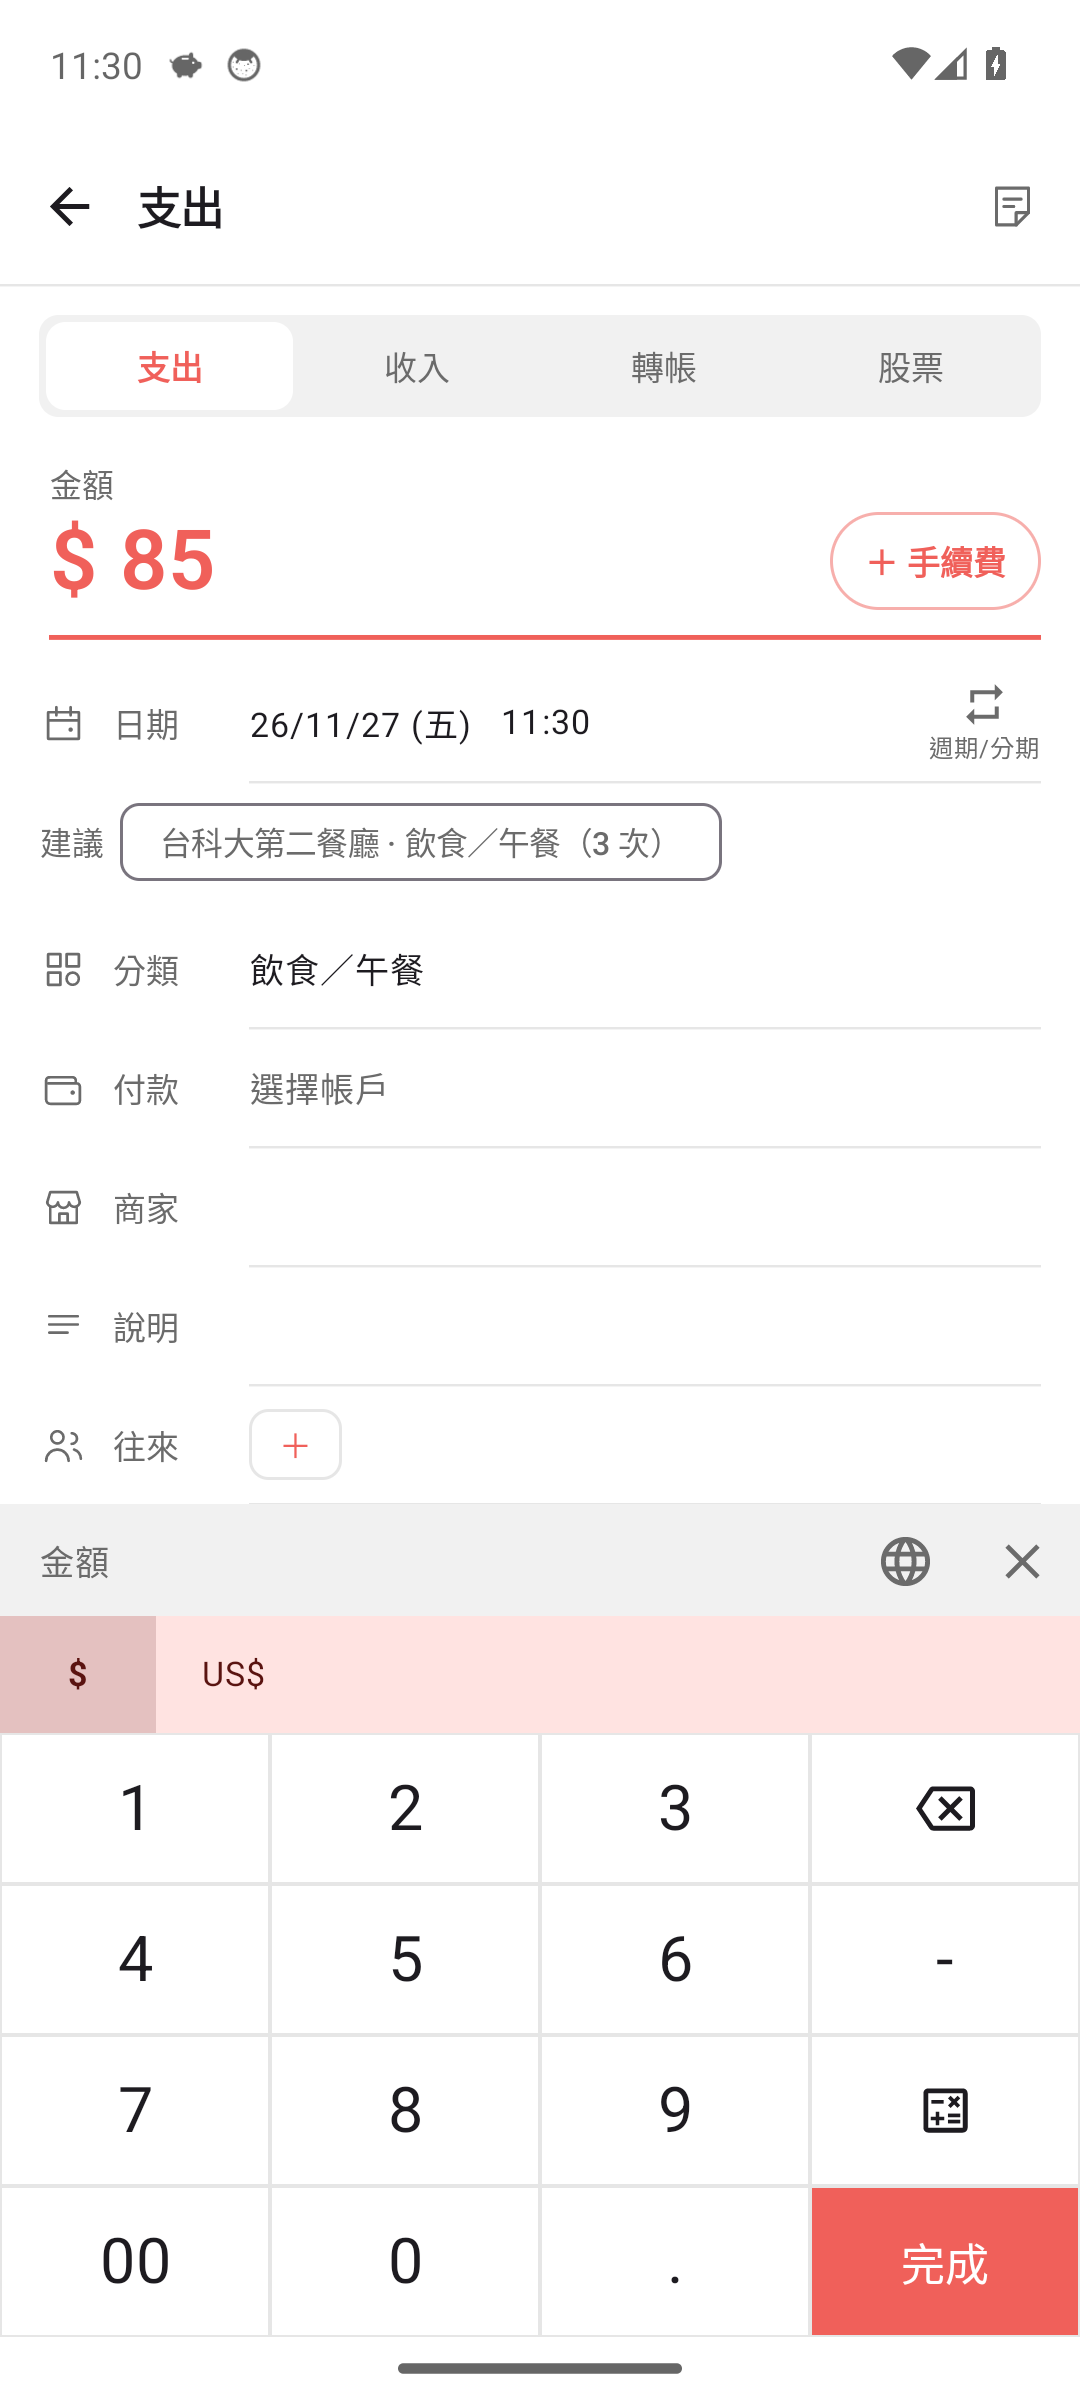 11:30
支出
支出
收入
轉帳
股票
金額
$ 85
+ 手續費
日期
26/11/27 (五) 11:30
週期/分期
建議
台科大第二餐廳 · 飲食／午餐（3 次）
分類
飲食／午餐
付款
選擇帳戶
商家
說明
往來
+
金額
$
US$
1
2
3
4
5
6
-
7
8
9
00
0
.
完成